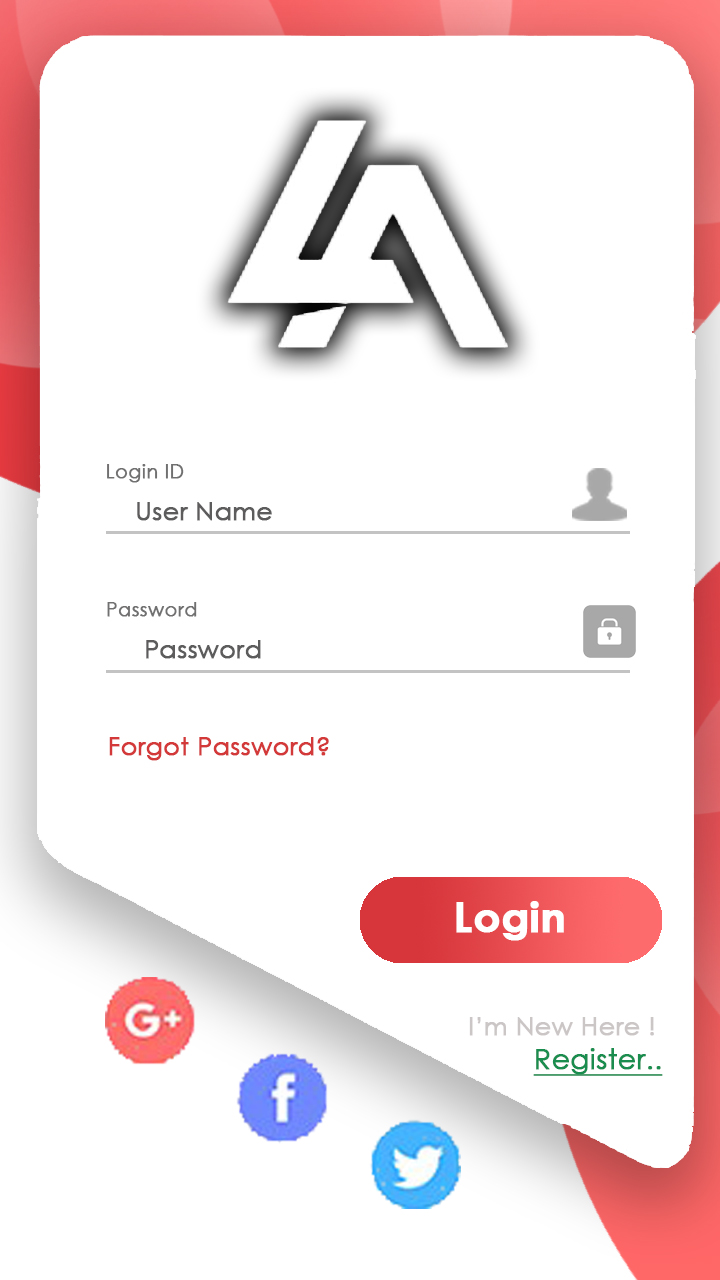 LA
Login ID
User Name
Password
Password
Forgot Password?
Login
I'm New Here !
Register..
G+
f